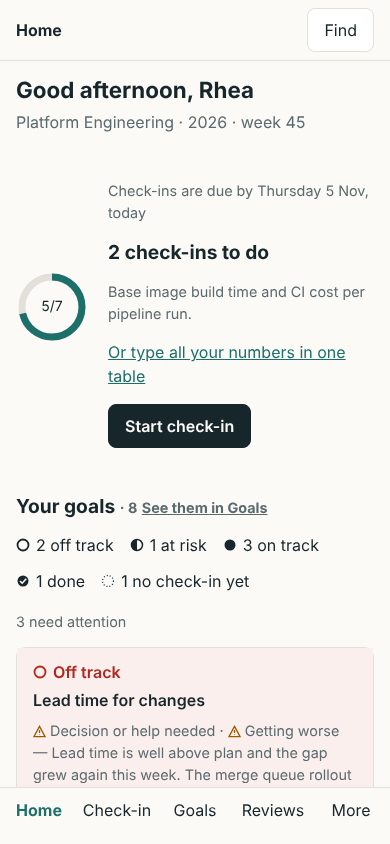 Home
Find
Good afternoon, Rhea
Platform Engineering · 2026 · week 45
Check-ins are due by Thursday 5 Nov,
today
2 check-ins to do
5/7
Base image build time and CI cost per
pipeline run.
Or type all your numbers in one
table
Start check-in
Your goals · 8 See them in Goals
2 off track 1 at risk 3 on track
1 done 1 no check-in yet
3 need attention
Off track
Lead time for changes
Decision or help needed · Getting worse
— Lead time is well above plan and the gap
grew again this week. The merge queue rollout
Home Check-in Goals Reviews More